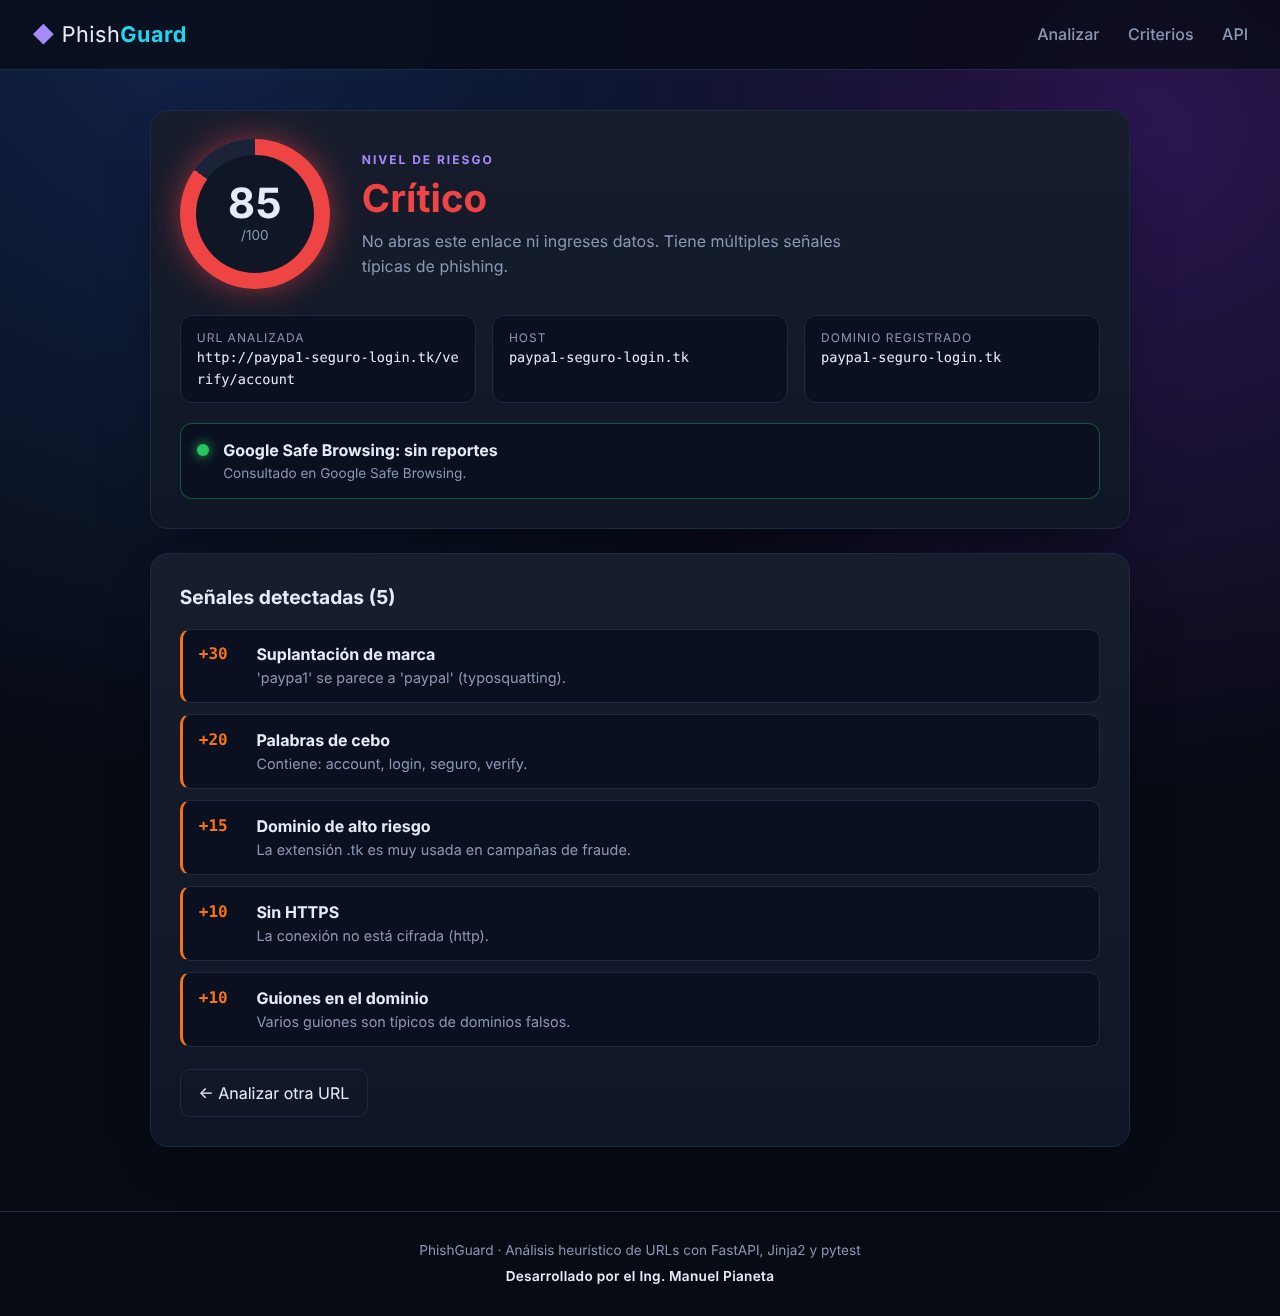 PhishGuard
Analizar
Criterios
API
85
/100
NIVEL DE RIESGO
Crítico
No abras este enlace ni ingreses datos. Tiene múltiples señales
típicas de phishing.
URL ANALIZADA
http://paypa1-seguro-login.tk/ve
rify/account
HOST
paypa1-seguro-login.tk
DOMINIO REGISTRADO
paypa1-seguro-login.tk
Google Safe Browsing: sin reportes
Consultado en Google Safe Browsing.
Señales detectadas (5)
+30
Suplantación de marca
'paypa1' se parece a 'paypal' (typosquatting).
+20
Palabras de cebo
Contiene: account, login, seguro, verify.
+15
Dominio de alto riesgo
La extensión .tk es muy usada en campañas de fraude.
+10
Sin HTTPS
La conexión no está cifrada (http).
+10
Guiones en el dominio
Varios guiones son típicos de dominios falsos.
← Analizar otra URL
PhishGuard · Análisis heurístico de URLs con FastAPI, Jinja2 y pytest
Desarrollado por el Ing. Manuel Pianeta